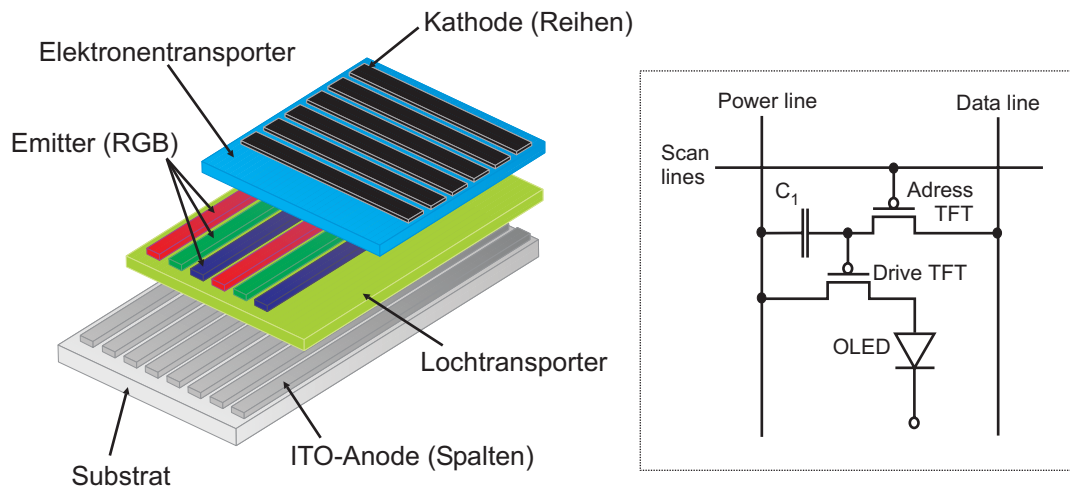 Kathode (Reihen)
Elektronentransporter
Emitter (RGB)
Lochtransporter
ITO-Anode (Spalten)
Substrat
Power line
Data line
Scan
lines
C1
Adress
TFT
Drive TFT
OLED